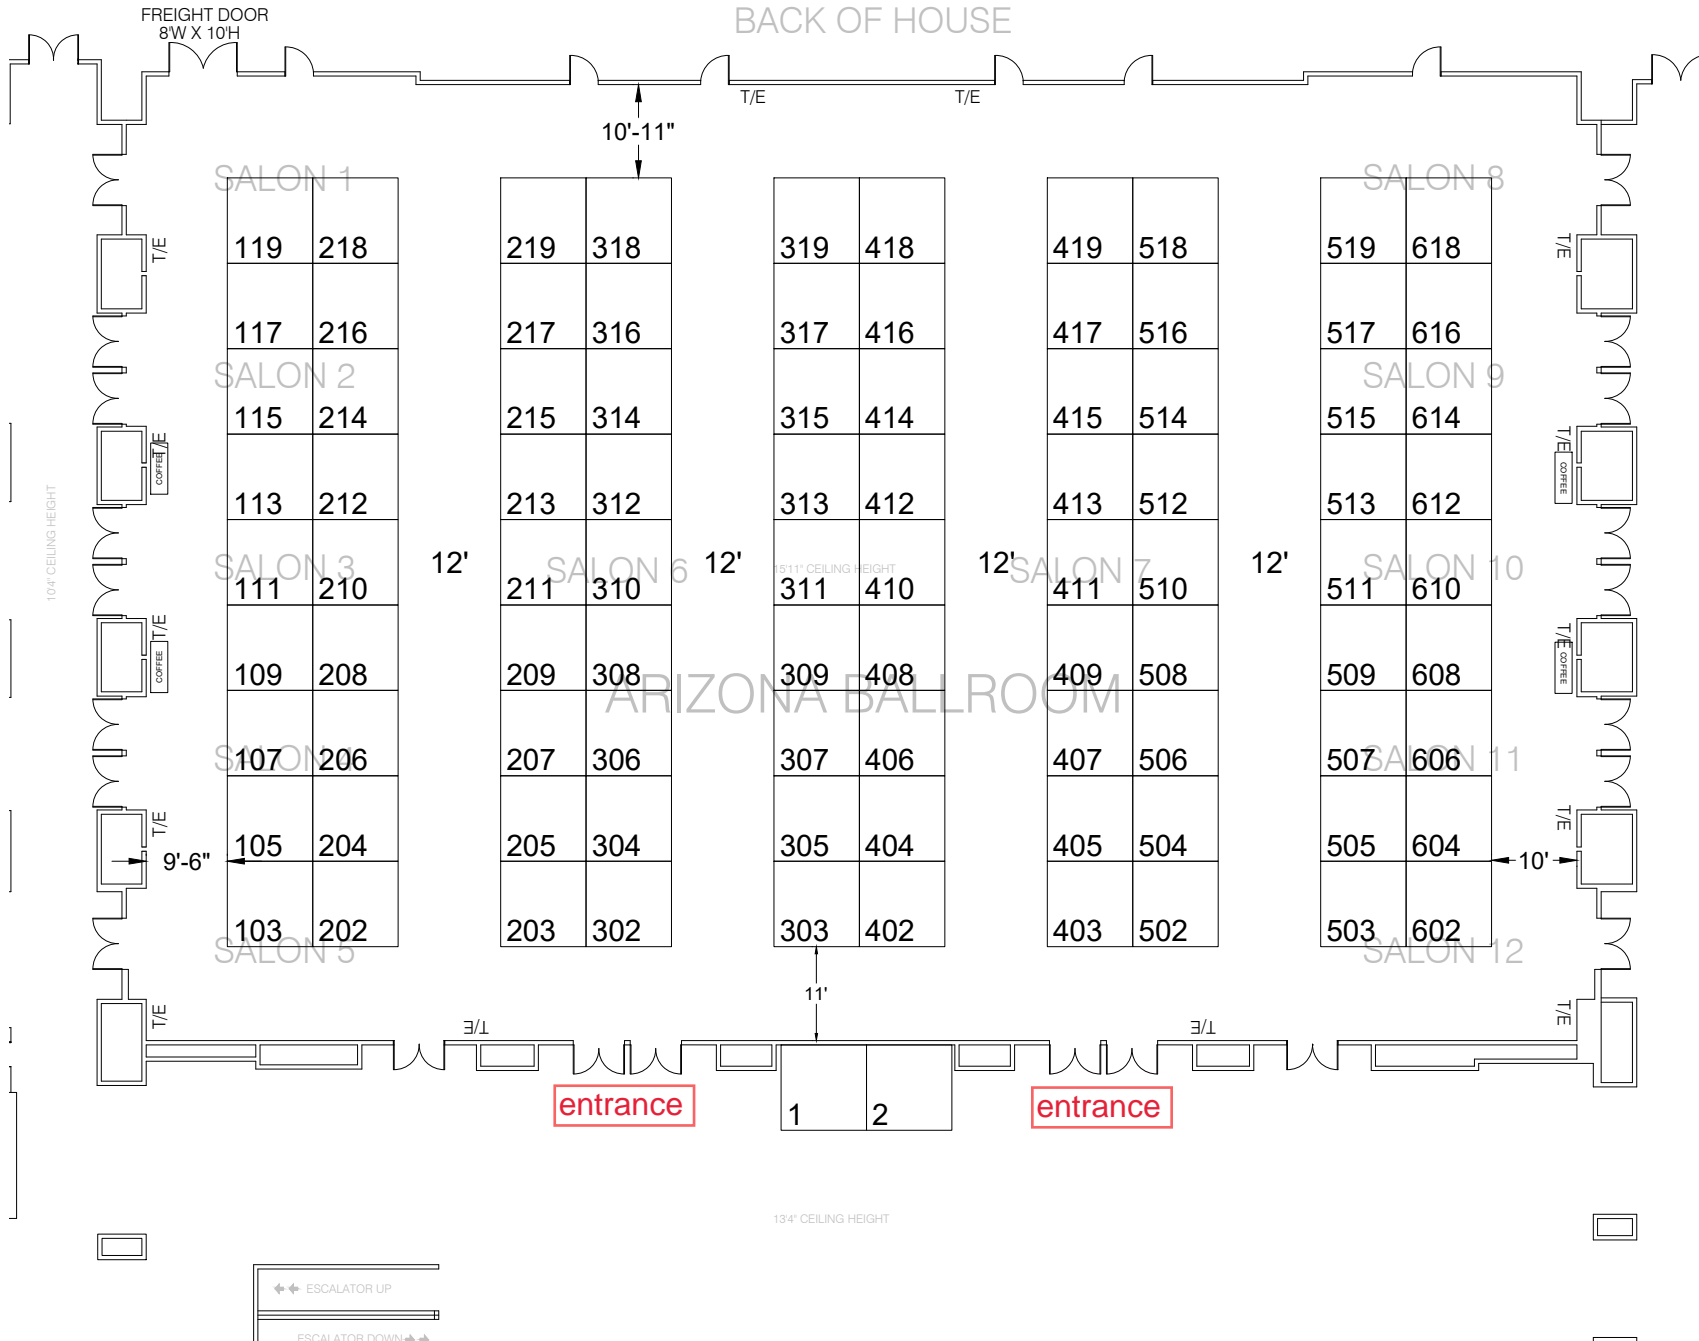 FREIGHT DOOR
8'W X 10'H
BACK OF HOUSE
T/E T/E
10'-11"
SALON 1 SALON 8
119 218 219 318 319 418 419 518 519 618
T/E T/E
117 216 217 316 317 416 417 516 517 616
SALON 2 SALON 9
115 214 215 314 315 414 415 514 515 614
T/E T/E
COFFEE COFFEE
113 212 213 312 313 412 413 512 513 612
10'4" CEILING HEIGHT
12' 12' 12' 12'
SALON 3 SALON 6 15'11" CEILING HEIGHT SALON 7 SALON 10
111 210 211 310 311 410 411 510 511 610
T/E T/E
COFFEE COFFEE
109 208 209 308 309 408 409 508 509 608
ARIZONA BALLROOM
SALON 4 SALON 11
107 206 207 306 307 406 407 506 507 606
T/E T/E
105 204 205 304 305 404 405 504 505 604
9'-6" 10'
103 202 203 302 303 402 403 502 503 602
SALON 5 SALON 12
11'
T/E T/E T/E T/E
entrance 1 2 entrance
13'4" CEILING HEIGHT
ESCALATOR UP
ESCALATOR DOWN